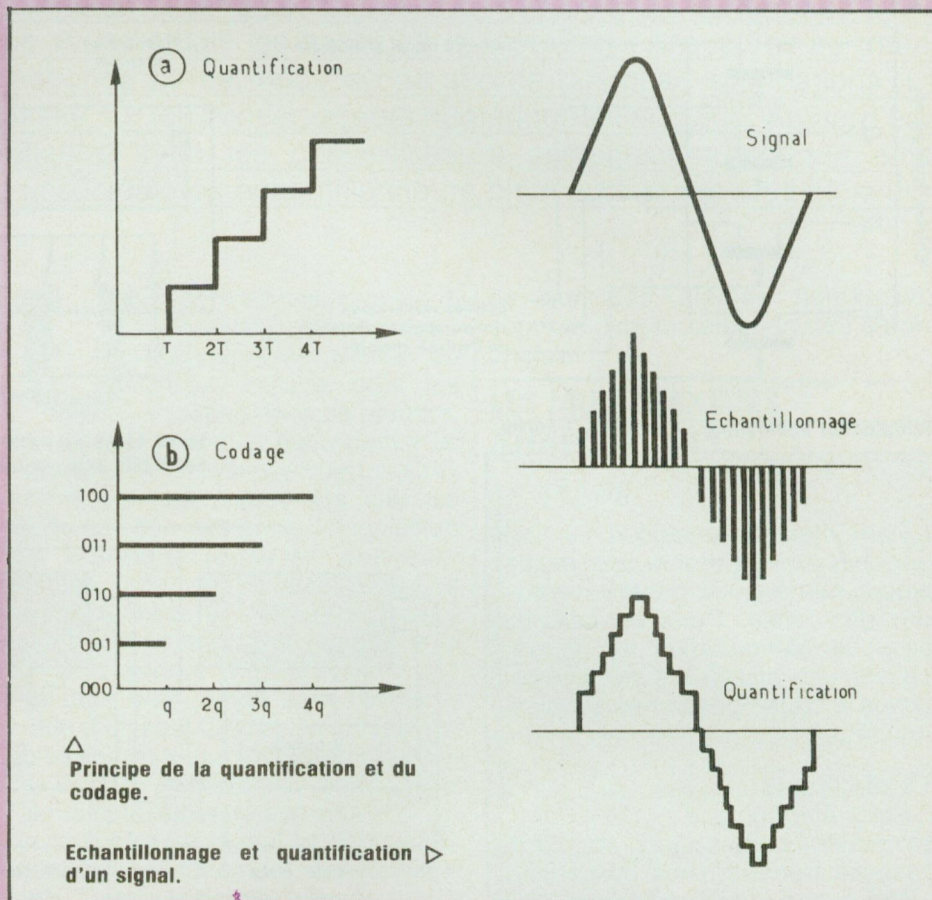 a Quantification
T 2T 3T 4T
b Codage
100
011
010
001
000
q 2q 3q 4q
△
Principe de la quantification et du
codage.
Echantillonnage et quantification ▷
d'un signal.
Signal
Echantillonnage
Quantification